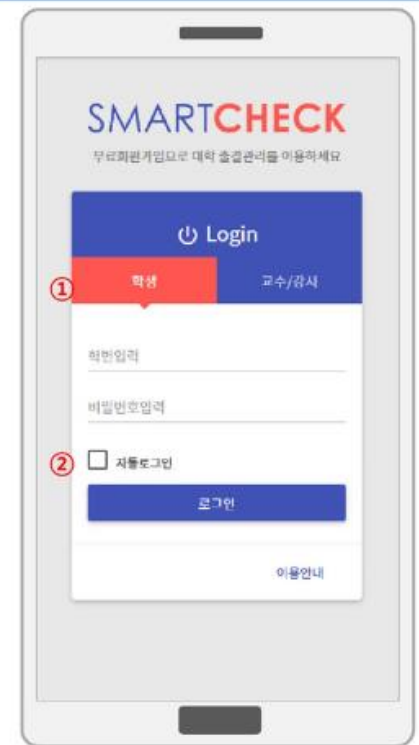 SMARTCHECK
무료회원가입으로 대학 출결관리를 이용하세요
Login
① 학생 교수/강사
학번입력
비밀번호입력
② 자동로그인
로그인
이용안내